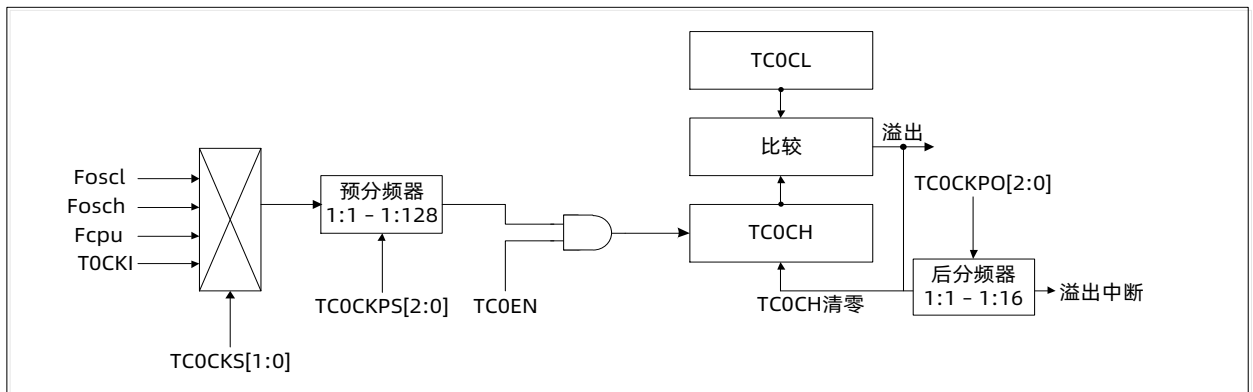 TC0CL
比较
溢出
Foscl
Fosch
Fcpu
T0CKI
预分频器
1:1 - 1:128
TC0CKPO[2:0]
TC0CH
后分频器
1:1 - 1:16
溢出中断
TC0CKPS[2:0]
TC0EN
TC0CH清零
TC0CKS[1:0]